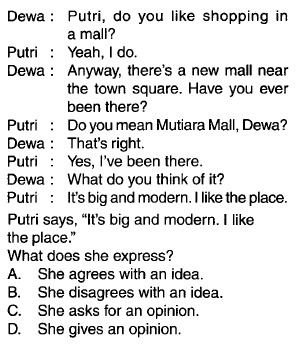 Dewa : Putri, do you like shopping in
a mall?
Putri : Yeah, I do.
Dewa : Anyway, there's a new mall near
the town square. Have you ever
been there?
Putri : Do you mean Mutiara Mall, Dewa?
Dewa : That's right.
Putri : Yes, I've been there.
Dewa : What do you think of it?
Putri : It's big and modern. I like the place.
Putri says, “It's big and modern. I like
the place.”
What does she express?
A. She agrees with an idea.
B. She disagrees with an idea.
C. She asks for an opinion.
D. She gives an opinion.